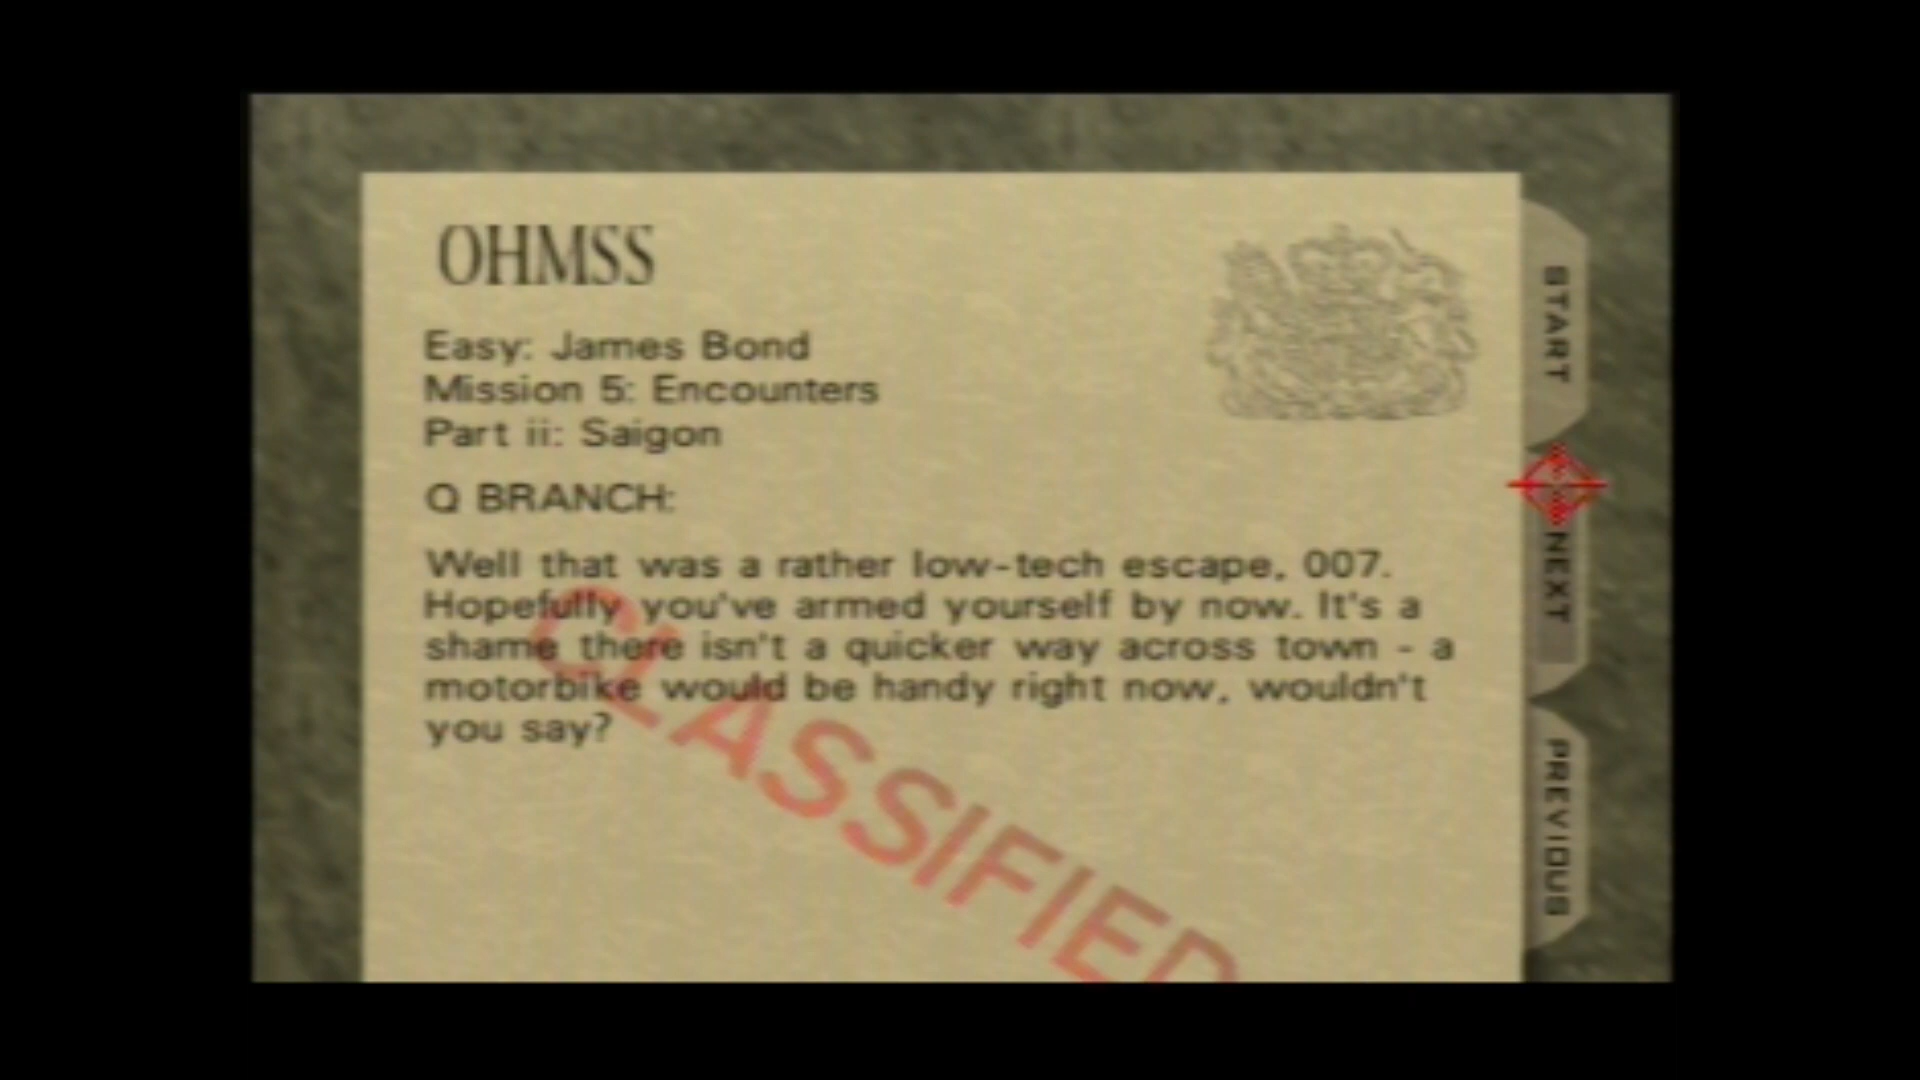 OHMSS
Easy: James Bond
Mission 5: Encounters
Part ii: Saigon
Q BRANCH:
Well that was a rather low-tech escape, 007.
Hopefully you've armed yourself by now. It's a
shame there isn't a quicker way across town - a
motorbike would be handy right now, wouldn't
you say?
CLASSIFIED
START
NEXT
PREVIOUS